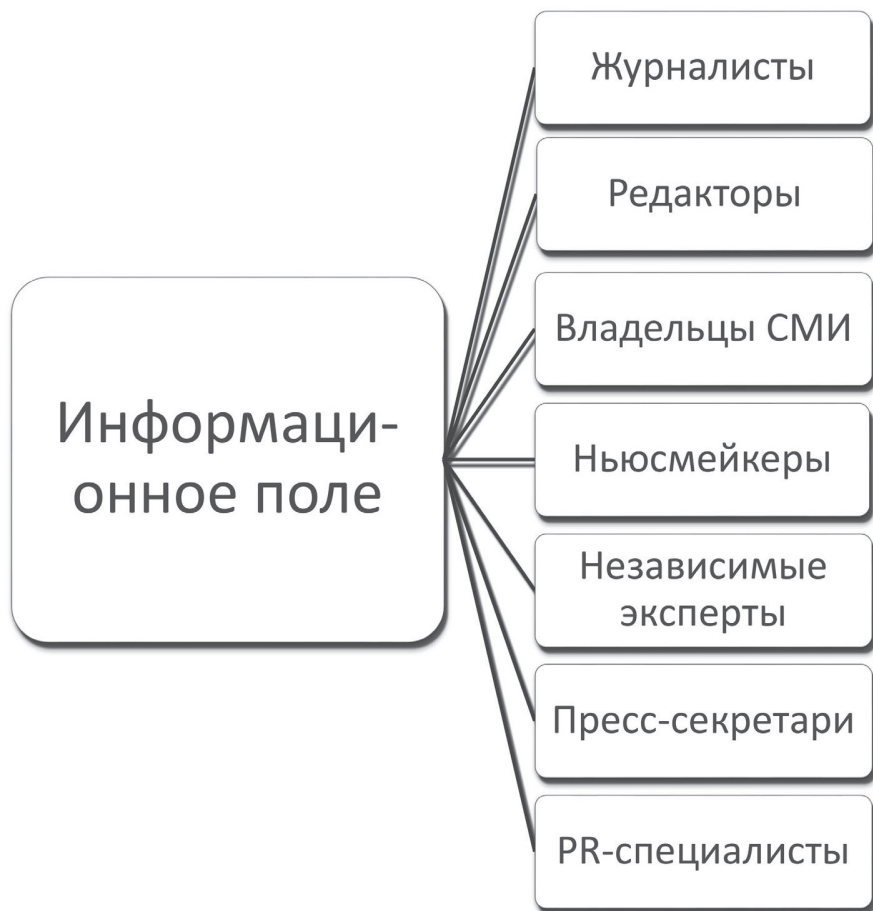 Журналисты
Редакторы
Владельцы СМИ
Информаци-
онное поле
Ньюсмейкеры
Независимые
эксперты
Пресс-секретари
PR-специалисты